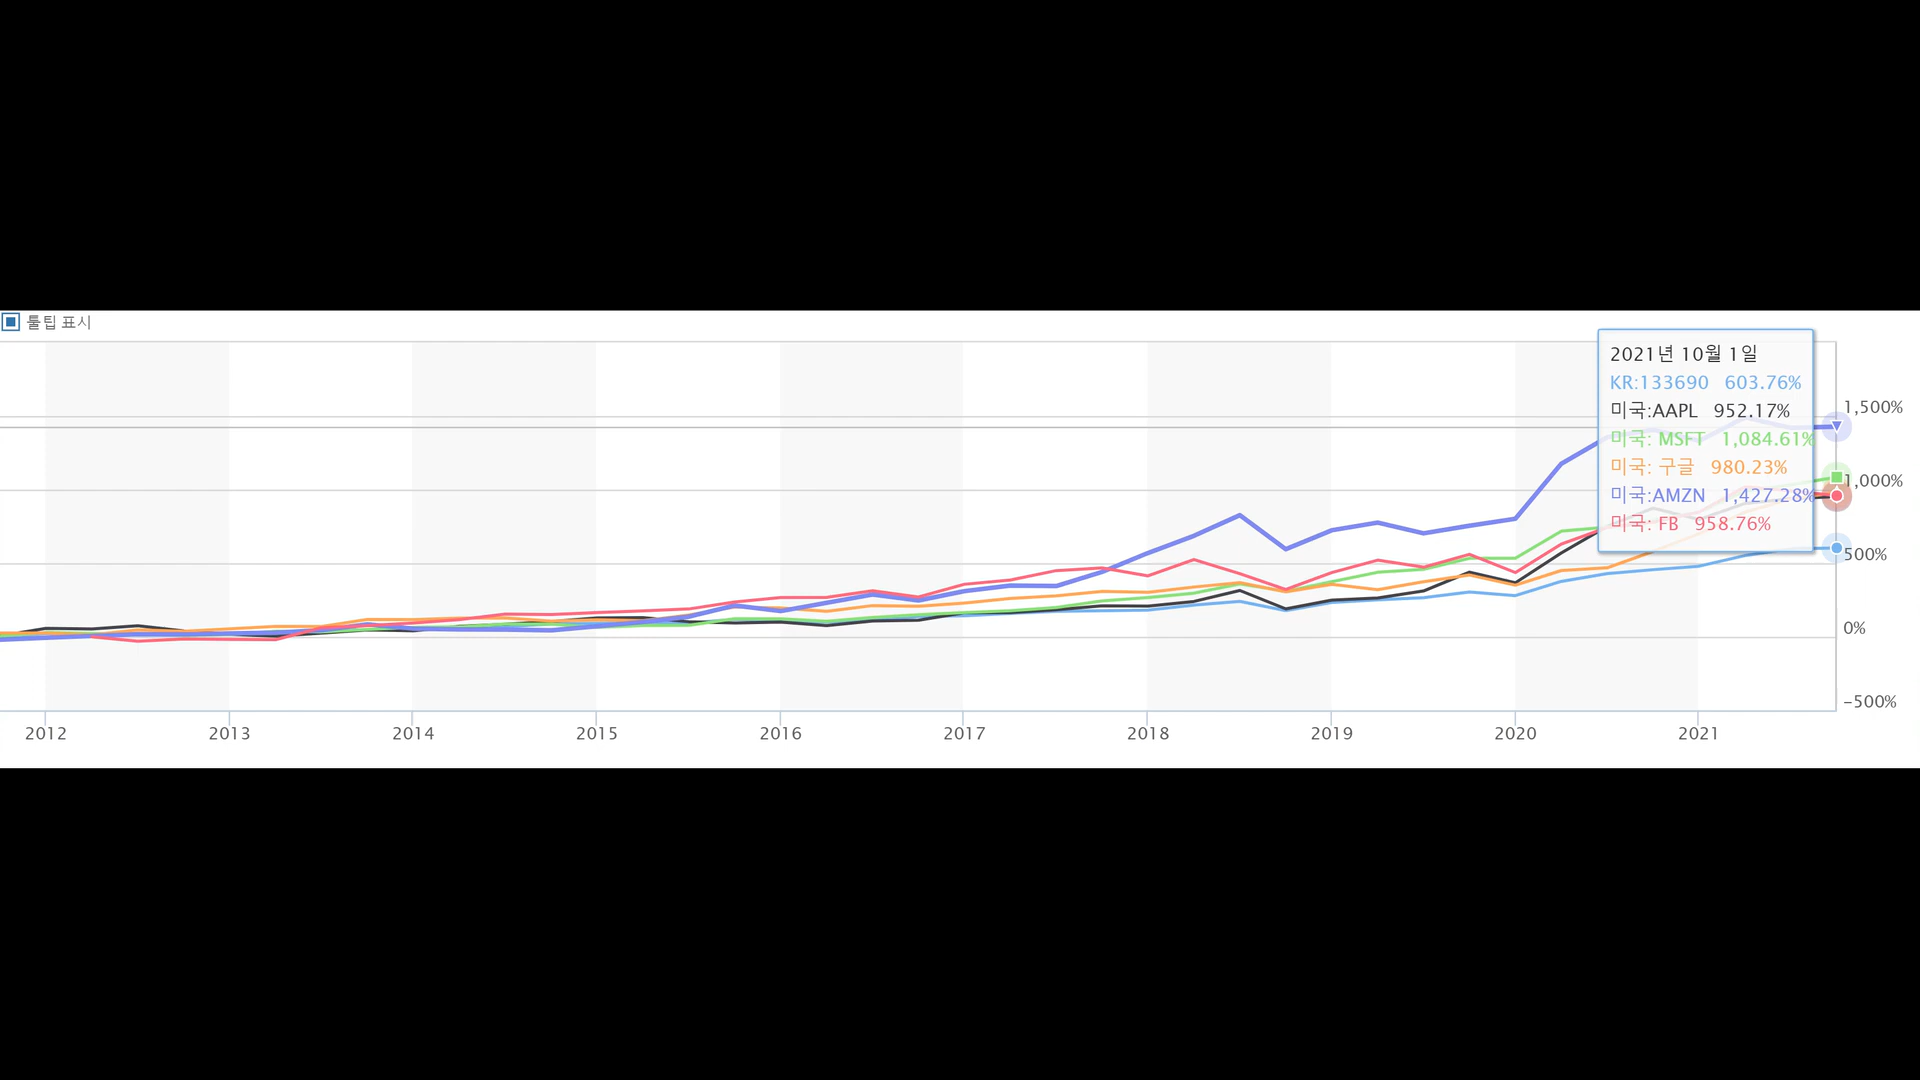 툴팁 표시
2021년 10월 1일
KR:133690 603.76%
미국:AAPL 952.17%
미국: MSFT 1,084.61%
미국: 구글 980.23%
미국:AMZN 1,427.28%
미국: FB 958.76%
1,500%
1,000%
500%
0%
−500%
2012 2013 2014 2015 2016 2017 2018 2019 2020 2021